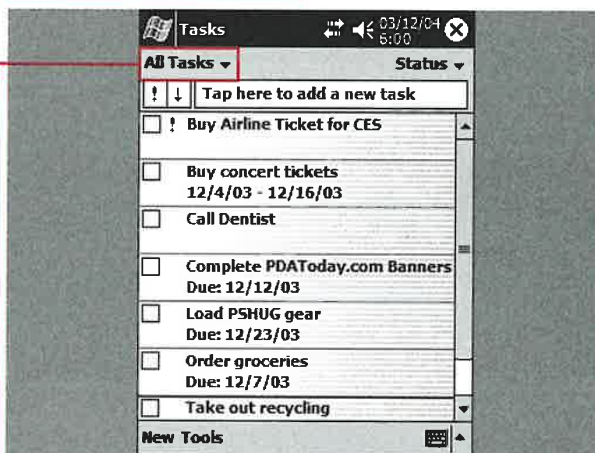 Tasks 03/12/04
6:00
All Tasks Status
! ↓ Tap here to add a new task
! Buy Airline Ticket for CES
Buy concert tickets
12/4/03 - 12/16/03
Call Dentist
Complete PDAToday.com Banners
Due: 12/12/03
Load PSHUG gear
Due: 12/23/03
Order groceries
Due: 12/7/03
Take out recycling
New Tools